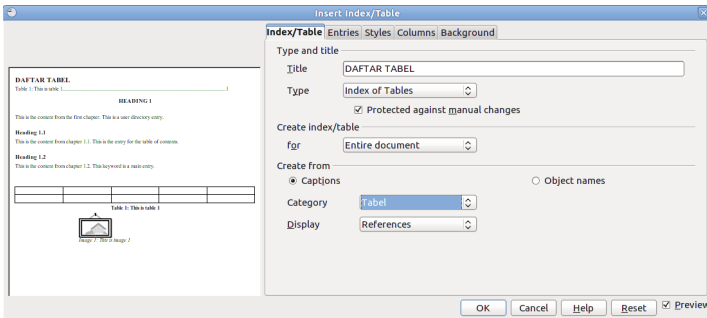 Insert Index/Table
Index/Table Entries Styles Columns Background
Type and title
Title DAFTAR TABEL
Type Index of Tables
Protected against manual changes
Create index/table
for Entire document
Create from
Captions Object names
Category Tabel
Display References
DAFTAR TABEL
Table 1: This is table 1 1
HEADING 1
This is the content from the first chapter. This is a user directory entry.
Heading 1.1
This is the content from chapter 1.1. This is the entry for the table of contents.
Heading 1.2
This is the content from chapter 1.2. This keyword is a main entry.
Table 1: This is table 1
Image 1: This is image 1
OK Cancel Help Reset Preview